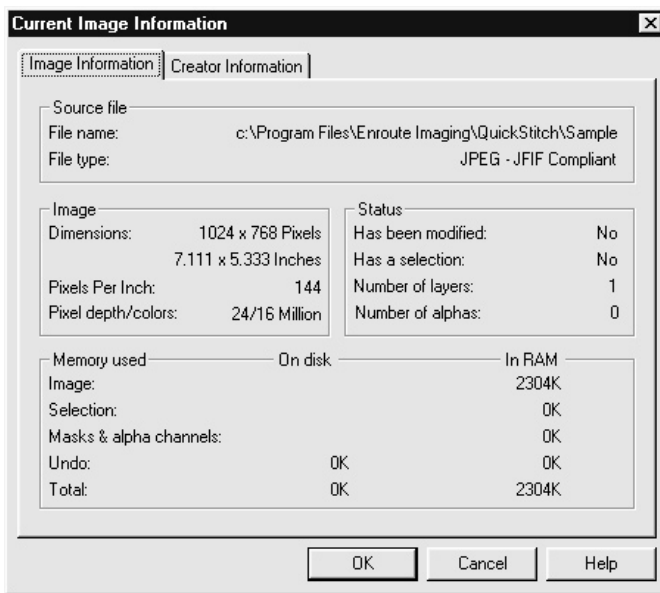 Current Image Information
Image Information Creator Information
Source file
File name: c:\Program Files\Enroute Imaging\QuickStitch\Sample
File type: JPEG - JFIF Compliant
Image
Dimensions: 1024 x 768 Pixels
7.111 x 5.333 Inches
Pixels Per Inch: 144
Pixel depth/colors: 24/16 Million
Status
Has been modified: No
Has a selection: No
Number of layers: 1
Number of alphas: 0
Memory used On disk In RAM
Image: 2304K
Selection: 0K
Masks & alpha channels: 0K
Undo: 0K 0K
Total: 0K 2304K
OK Cancel Help